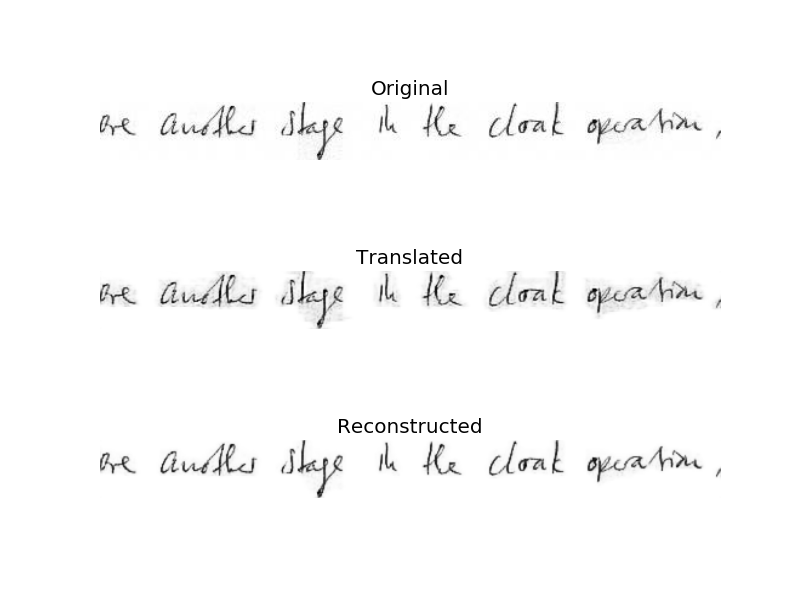 Original
are another stage in the cloak operation,
Translated
are another stage in the cloak operation,
Reconstructed
are another stage in the cloak operation,